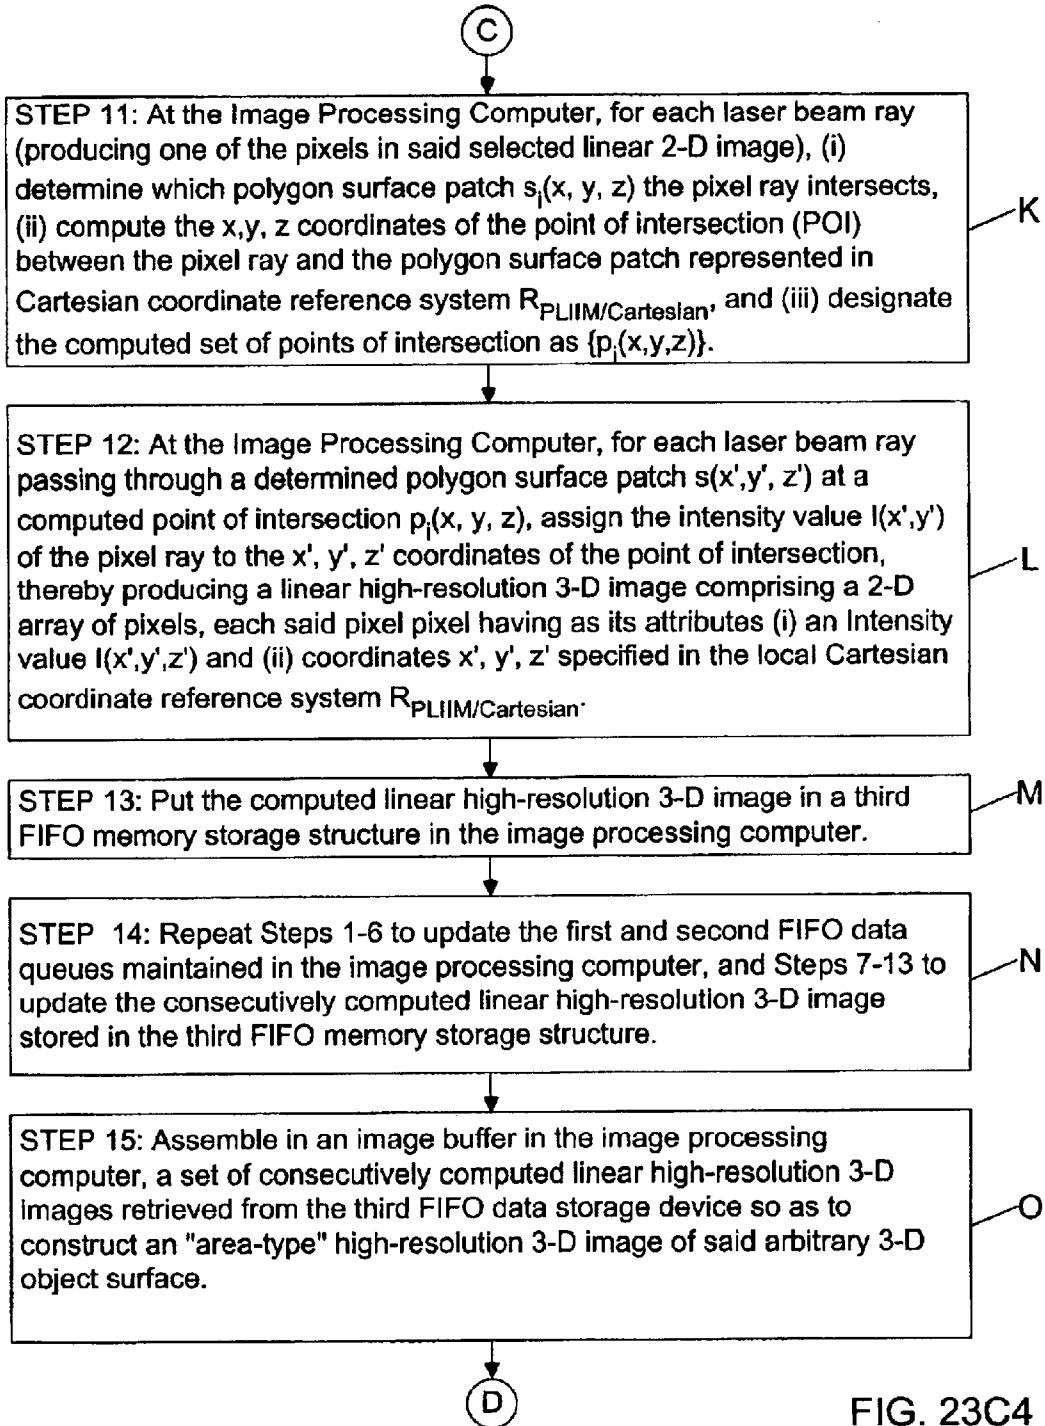 C
STEP 11: At the Image Processing Computer, for each laser beam ray
(producing one of the pixels in said selected linear 2-D image), (i)
determine which polygon surface patch si(x, y, z) the pixel ray intersects,
(ii) compute the x,y, z coordinates of the point of intersection (POI)
between the pixel ray and the polygon surface patch represented in
Cartesian coordinate reference system RPLIIM/Cartesian, and (iii) designate
the computed set of points of intersection as {pi(x,y,z)}.
K
STEP 12: At the Image Processing Computer, for each laser beam ray
passing through a determined polygon surface patch s(x',y', z') at a
computed point of intersection pi(x, y, z), assign the intensity value I(x',y')
of the pixel ray to the x', y', z' coordinates of the point of intersection,
thereby producing a linear high-resolution 3-D image comprising a 2-D
array of pixels, each said pixel pixel having as its attributes (i) an Intensity
value I(x',y',z') and (ii) coordinates x', y', z' specified in the local Cartesian
coordinate reference system RPLIIM/Cartesian.
L
STEP 13: Put the computed linear high-resolution 3-D image in a third
FIFO memory storage structure in the image processing computer.
M
STEP 14: Repeat Steps 1-6 to update the first and second FIFO data
queues maintained in the image processing computer, and Steps 7-13 to
update the consecutively computed linear high-resolution 3-D image
stored in the third FIFO memory storage structure.
N
STEP 15: Assemble in an image buffer in the image processing
computer, a set of consecutively computed linear high-resolution 3-D
images retrieved from the third FIFO data storage device so as to
construct an "area-type" high-resolution 3-D image of said arbitrary 3-D
object surface.
O
D
FIG. 23C4